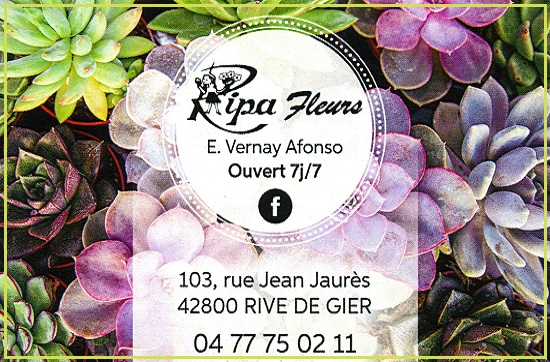 Ripa Fleurs
E. Vernay Afonso
Ouvert 7j/7
f
103, rue Jean Jaurès
42800 RIVE DE GIER
04 77 75 02 11